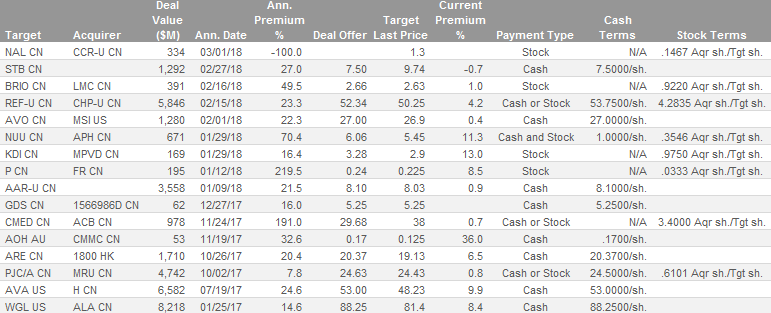 Deal Ann. Current
Value Premium Target Premium Cash
Target Acquirer ($M) Ann. Date % Deal Offer Last Price % Payment Type Terms Stock Terms
NAL CN CCR-U CN 334 03/01/18 -100.0 1.3 Stock N/A .1467 Aqr sh./Tgt sh.
STB CN 1,292 02/27/18 27.0 7.50 9.74 -0.7 Cash 7.5000/sh.
BRIO CN LMC CN 391 02/16/18 49.5 2.66 2.63 1.0 Stock N/A .9220 Aqr sh./Tgt sh.
REF-U CN CHP-U CN 5,846 02/15/18 23.3 52.34 50.25 4.2 Cash or Stock 53.7500/sh. 4.2835 Aqr sh./Tgt sh.
AVO CN MSI US 1,280 02/01/18 22.3 27.00 26.9 0.4 Cash 27.0000/sh.
NUU CN APH CN 671 01/29/18 70.4 6.06 5.45 11.3 Cash and Stock 1.0000/sh. .3546 Aqr sh./Tgt sh.
KDI CN MPVD CN 169 01/29/18 16.4 3.28 2.9 13.0 Stock N/A .9750 Aqr sh./Tgt sh.
P CN FR CN 195 01/12/18 219.5 0.24 0.225 8.5 Stock N/A .0333 Aqr sh./Tgt sh.
AAR-U CN 3,558 01/09/18 21.5 8.10 8.03 0.9 Cash 8.1000/sh.
GDS CN 1566986D CN 62 12/27/17 16.0 5.25 5.25 Cash 5.2500/sh.
CMED CN ACB CN 978 11/24/17 191.0 29.68 38 0.7 Cash or Stock N/A 3.4000 Aqr sh./Tgt sh.
AOH AU CMMC CN 53 11/19/17 32.6 0.17 0.125 36.0 Cash .1700/sh.
ARE CN 1800 HK 1,710 10/26/17 20.4 20.37 19.13 6.5 Cash 20.3700/sh.
PJC/A CN MRU CN 4,742 10/02/17 7.8 24.63 24.43 0.8 Cash or Stock 24.5000/sh. .6101 Aqr sh./Tgt sh.
AVA US H CN 6,582 07/19/17 24.6 53.00 48.23 9.9 Cash 53.0000/sh.
WGL US ALA CN 8,218 01/25/17 14.6 88.25 81.4 8.4 Cash 88.2500/sh.